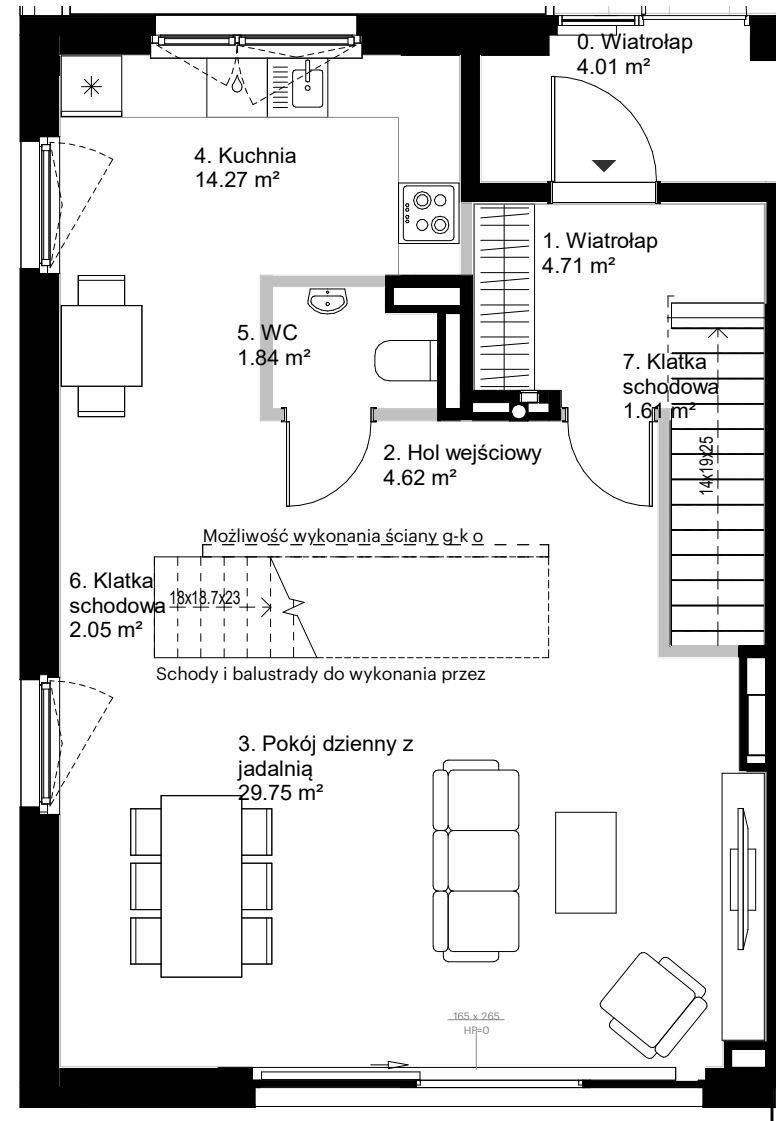 0. Wiatrołap
4.01 m²
4. Kuchnia
14.27 m²
1. Wiatrołap
4.71 m²
5. WC
1.84 m²
7. Klatka
schodowa
1.61 m²
14x19x25
2. Hol wejściowy
4.62 m²
Możliwość wykonania ściany g-k o
6. Klatka
schodowa
2.05 m²
18x18.7x23
Schody i balustrady do wykonania przez
3. Pokój dzienny z
jadalnią
29.75 m²
165 x 265
HP=0